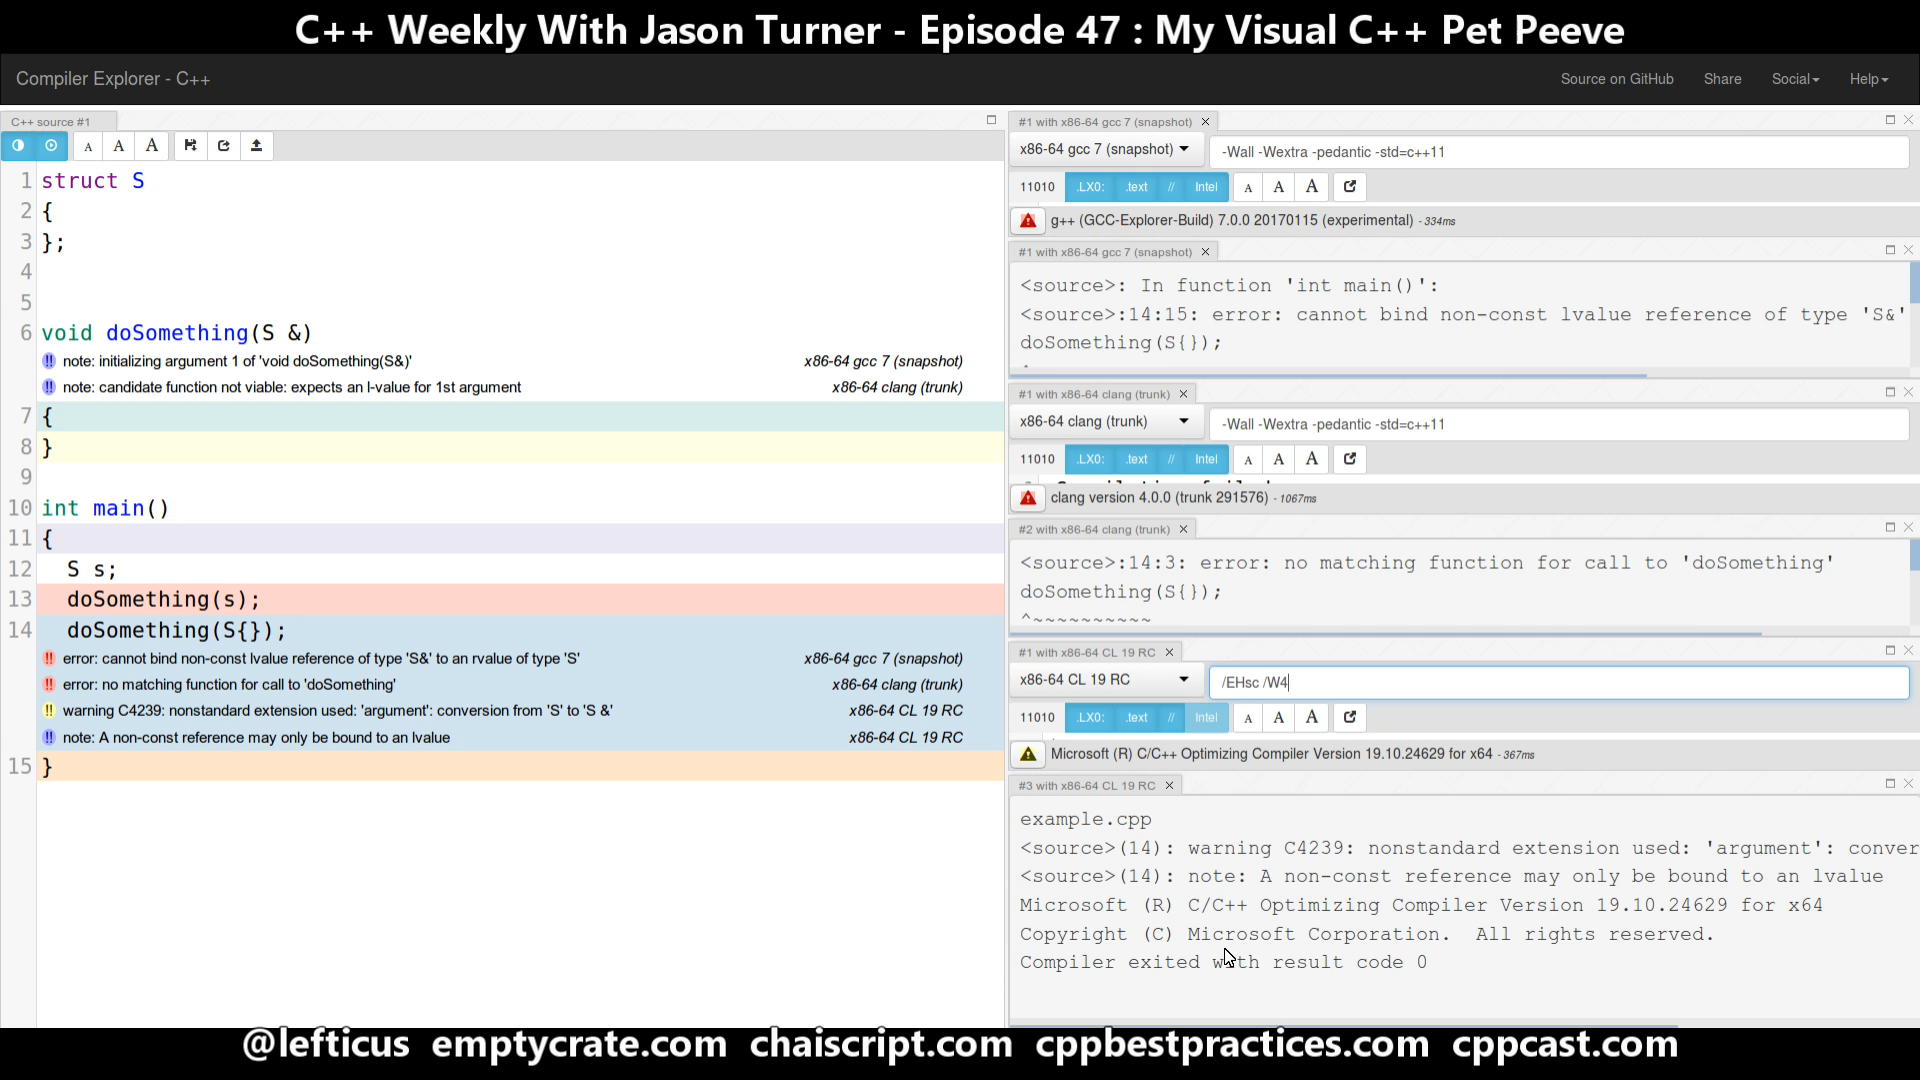 C++ Weekly With Jason Turner - Episode 47 : My Visual C++ Pet Peeve
Compiler Explorer - C++
Source on GitHub Share Social Help
C++ source #1
A A A
1 struct S
2 {
3 };
4
5
6 void doSomething(S &)
!! note: initializing argument 1 of 'void doSomething(S&)' x86-64 gcc 7 (snapshot)
!! note: candidate function not viable: expects an l-value for 1st argument x86-64 clang (trunk)
7 {
8 }
9
10 int main()
11 {
12 S s;
13 doSomething(s);
14 doSomething(S{});
!! error: cannot bind non-const lvalue reference of type 'S&' to an rvalue of type 'S' x86-64 gcc 7 (snapshot)
!! error: no matching function for call to 'doSomething' x86-64 clang (trunk)
!! warning C4239: nonstandard extension used: 'argument': conversion from 'S' to 'S &' x86-64 CL 19 RC
!! note: A non-const reference may only be bound to an lvalue x86-64 CL 19 RC
15 }
#1 with x86-64 gcc 7 (snapshot)
x86-64 gcc 7 (snapshot) -Wall -Wextra -pedantic -std=c++11
11010 .LX0: .text // Intel A A A
g++ (GCC-Explorer-Build) 7.0.0 20170115 (experimental) - 334ms
#1 with x86-64 gcc 7 (snapshot)
<source>: In function 'int main()':
<source>:14:15: error: cannot bind non-const lvalue reference of type 'S&'
doSomething(S{});
#1 with x86-64 clang (trunk)
x86-64 clang (trunk) -Wall -Wextra -pedantic -std=c++11
11010 .LX0: .text // Intel A A A
clang version 4.0.0 (trunk 291576) - 1067ms
#2 with x86-64 clang (trunk)
<source>:14:3: error: no matching function for call to 'doSomething'
doSomething(S{});
^~~~~~~~~~~
#1 with x86-64 CL 19 RC
x86-64 CL 19 RC /EHsc /W4
11010 .LX0: .text // Intel A A A
Microsoft (R) C/C++ Optimizing Compiler Version 19.10.24629 for x64 - 367ms
#3 with x86-64 CL 19 RC
example.cpp
<source>(14): warning C4239: nonstandard extension used: 'argument': conver
<source>(14): note: A non-const reference may only be bound to an lvalue
Microsoft (R) C/C++ Optimizing Compiler Version 19.10.24629 for x64
Copyright (C) Microsoft Corporation. All rights reserved.
Compiler exited with result code 0
@lefticus emptycrate.com chaiscript.com cppbestpractices.com cppcast.com